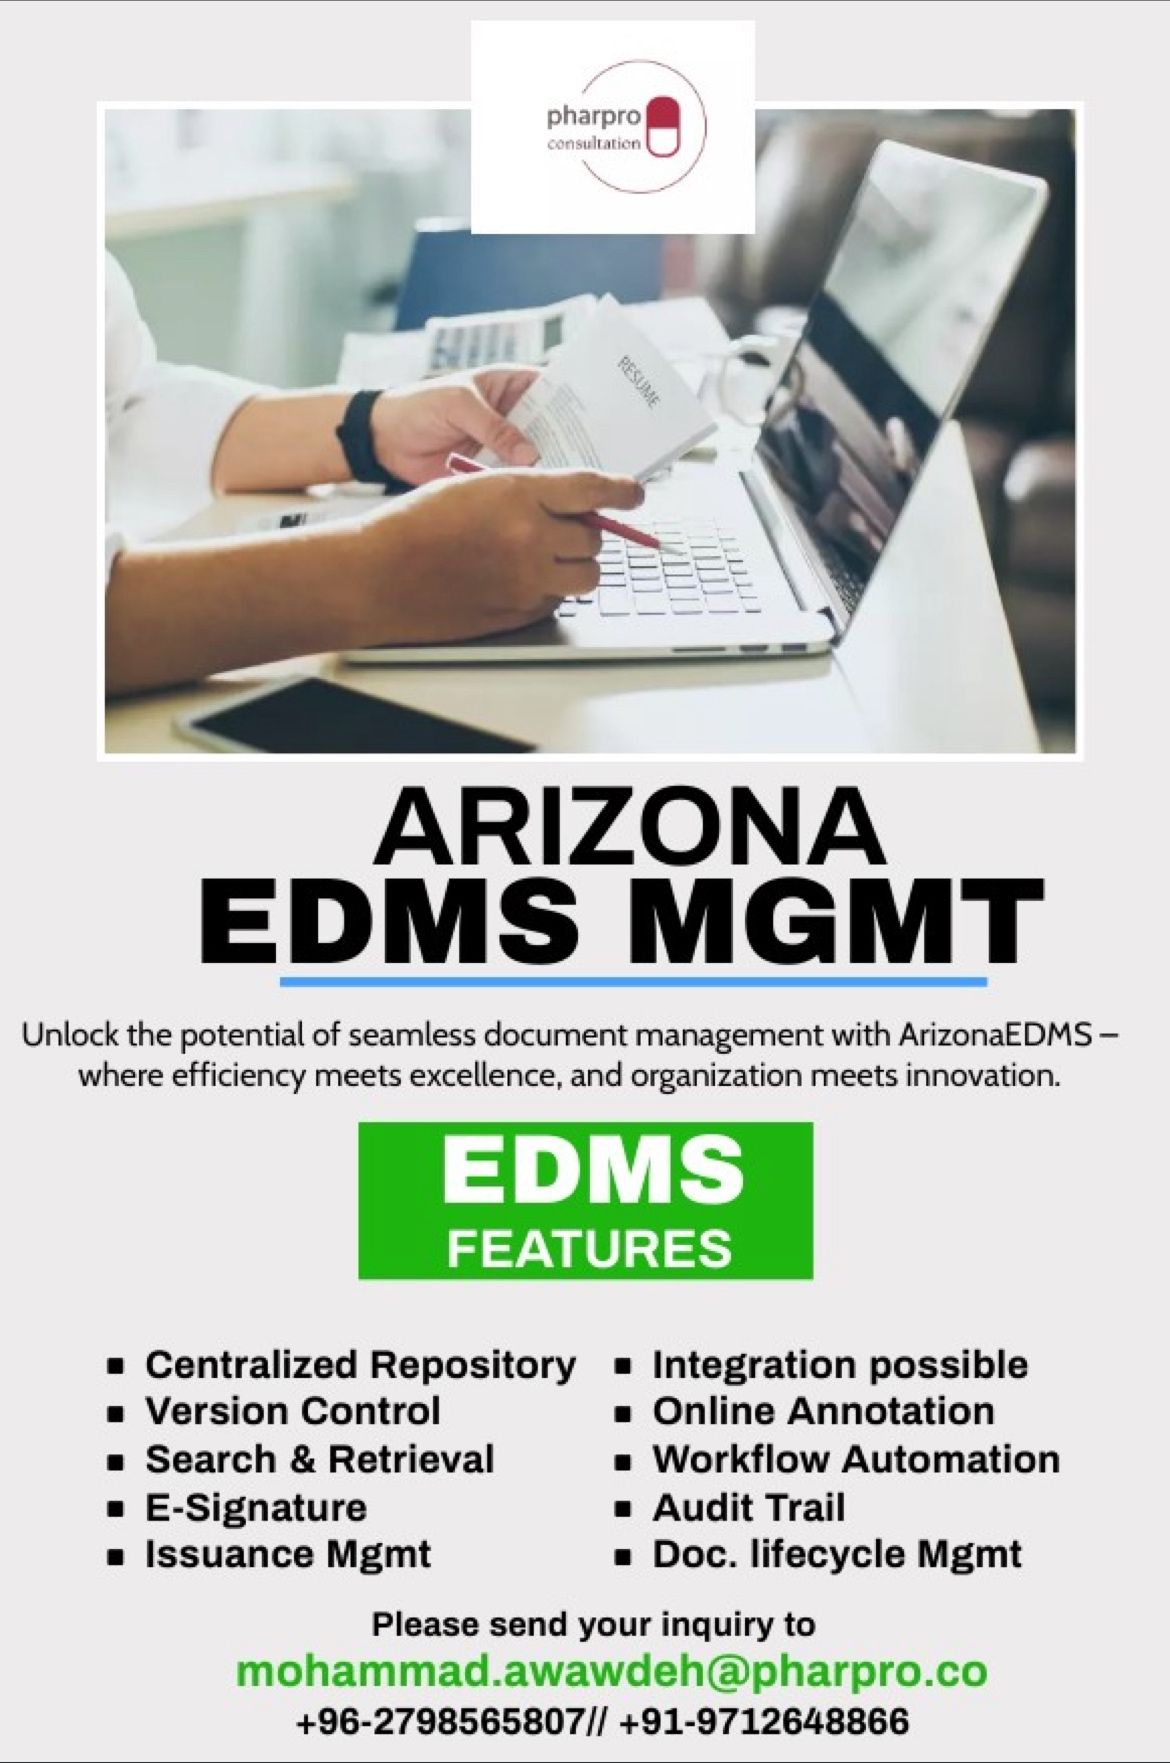 pharpro
consultation
RESUME
ARIZONA
EDMS MGMT
Unlock the potential of seamless document management with ArizonaEDMS –
where efficiency meets excellence, and organization meets innovation.
EDMS
FEATURES
▪ Centralized Repository
▪ Version Control
▪ Search & Retrieval
▪ E-Signature
▪ Issuance Mgmt
▪ Integration possible
▪ Online Annotation
▪ Workflow Automation
▪ Audit Trail
▪ Doc. lifecycle Mgmt
Please send your inquiry to
mohammad.awawdeh@pharpro.co
+96-2798565807// +91-9712648866